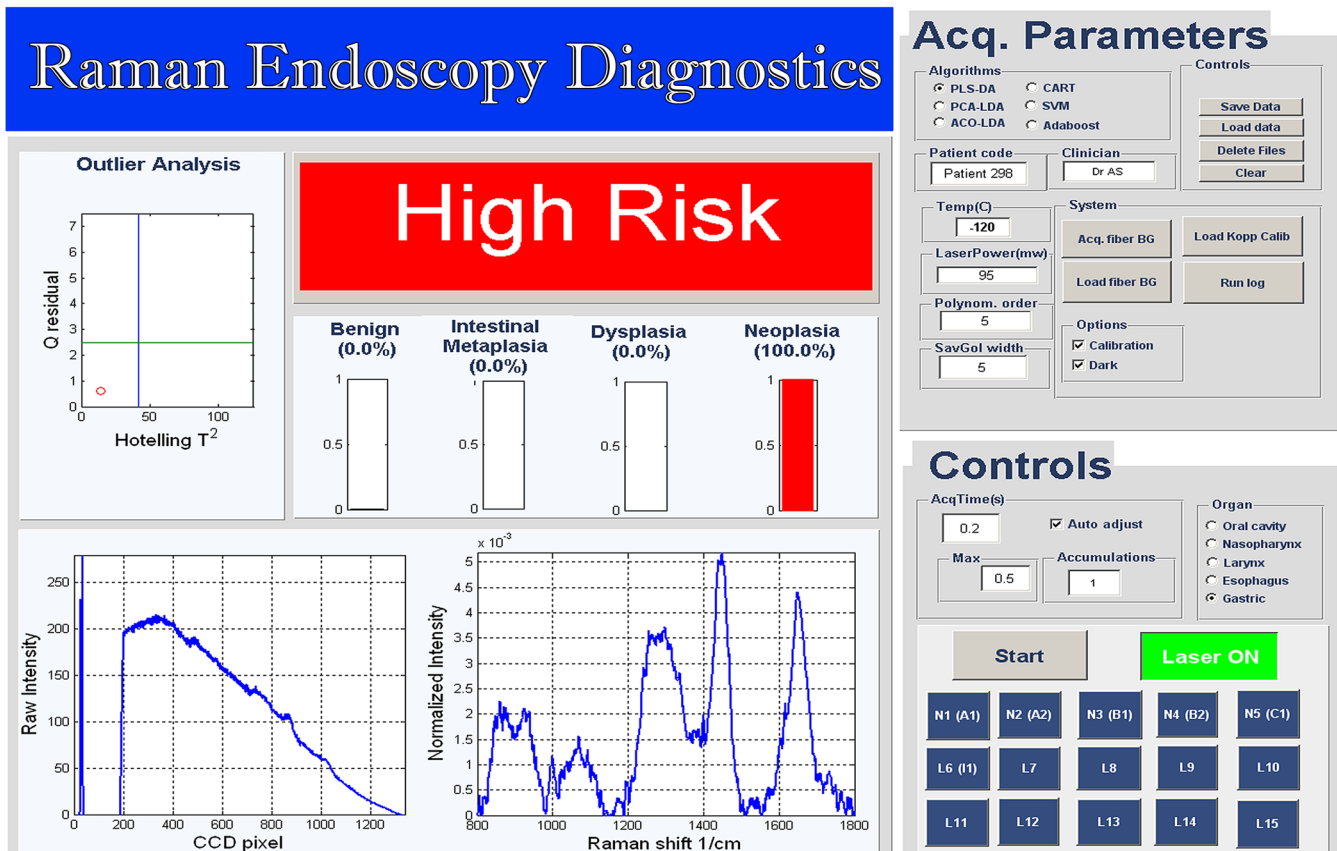 Raman Endoscopy Diagnostics
Outlier Analysis
7
6
5
4
3
2
1
0
0 50 100
Q residual
Hotelling T2
High Risk
Benign
(0.0%)
Intestinal
Metaplasia
(0.0%)
Dysplasia
(0.0%)
Neoplasia
(100.0%)
1
0.5
0
1
0.5
0
1
0.5
0
1
0.5
0
250
200
150
100
50
0
0 200 400 600 800 1000 1200
Raw Intensity
CCD pixel
x 10-3
5
4
3.5
3
2.5
2
1.5
1
0.5
0
800 1000 1200 1400 1600 1800
Normalized Intensity
Raman shift 1/cm
Acq. Parameters
Algorithms
PLS-DA CART
PCA-LDA SVM
ACO-LDA Adaboost
Controls
Save Data
Load data
Delete Files
Clear
Patient code
Patient 298
Clinician
Dr AS
Temp(C)
-120
LaserPower(mw)
95
Polynom. order
5
SavGol width
5
System
Acq. fiber BG
Load Kopp Calib
Load fiber BG
Run log
Options
Calibration
Dark
Controls
AcqTime(s)
0.2
Auto adjust
Max
0.5
Accumulations
1
Organ
Oral cavity
Nasopharynx
Larynx
Esophagus
Gastric
Start
Laser ON
N1 (A1) N2 (A2) N3 (B1) N4 (B2) N5 (C1)
L6 (I1) L7 L8 L9 L10
L11 L12 L13 L14 L15